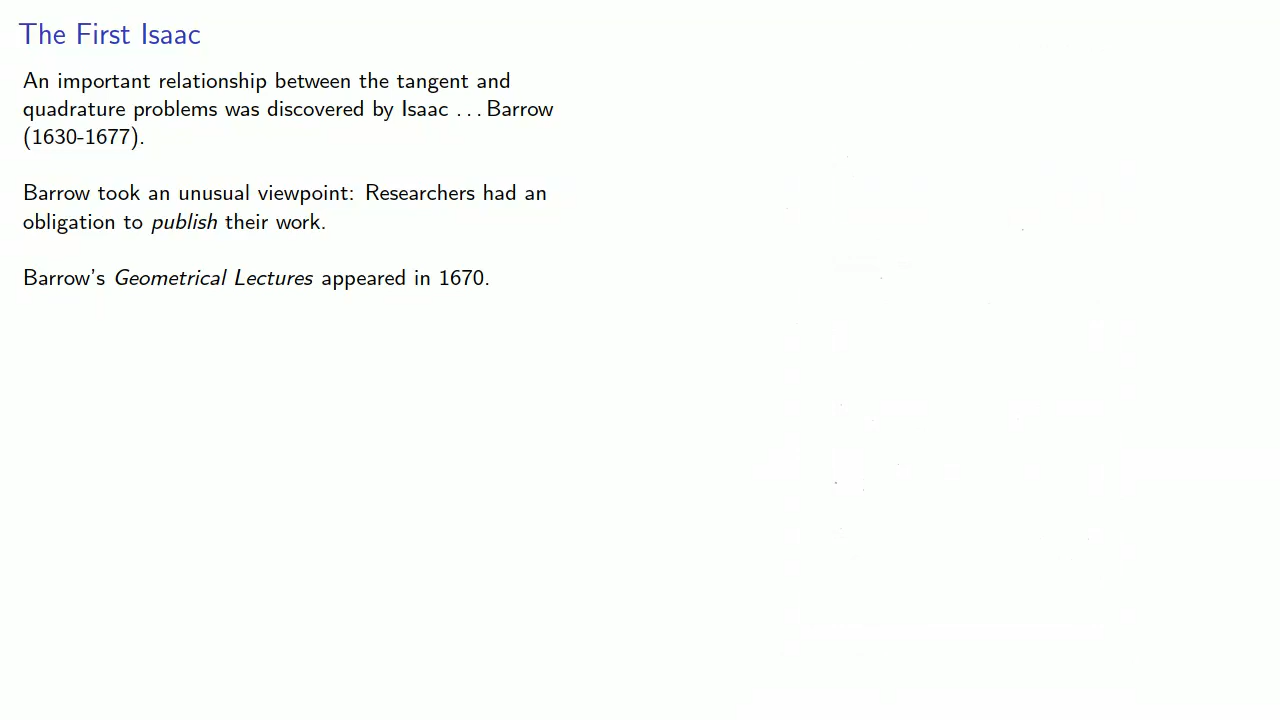 The First Isaac
An important relationship between the tangent and
quadrature problems was discovered by Isaac ... Barrow
(1630-1677).
Barrow took an unusual viewpoint: Researchers had an
obligation to publish their work.
Barrow's Geometrical Lectures appeared in 1670.